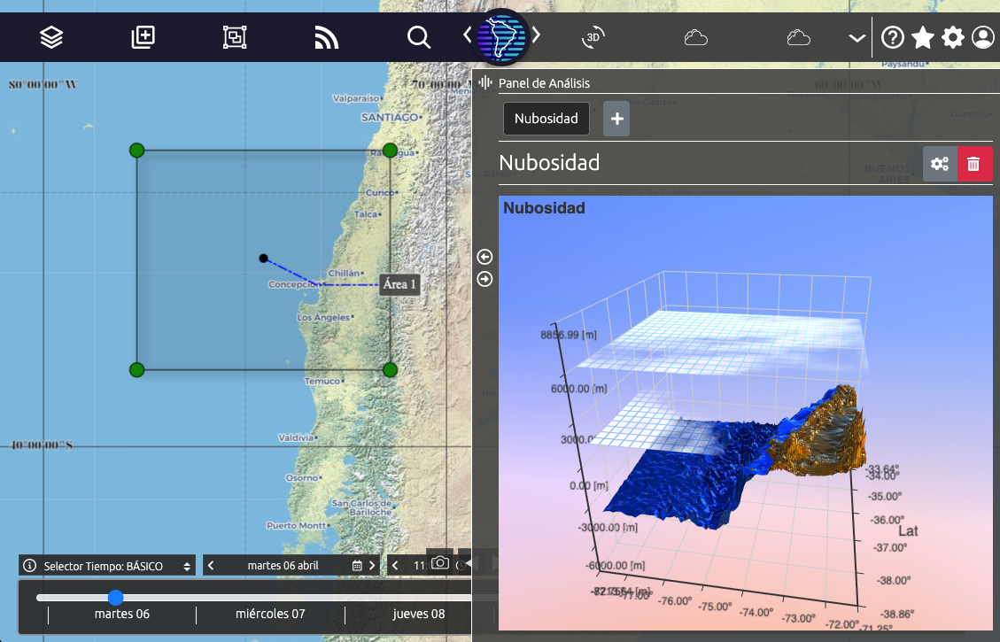 3D
80°00'00"W
70°00'00"W
60°00'00"W
Paysandú
Valparaíso
SANTIAGO
Rancagua
Curicó
Talca
Chillán
Concepción
Área 1
Los Ángeles
Temuco
40°00'00"S
Valdivia
Osorno
San Carlos de
Bariloche
Puerto Montt
Panel de Análisis
Río Cuarto
Durazno
Nubosidad
+
Nubosidad
BUENOS
AIRES
ARGENTINA
Nubosidad
8856.99 [m]
6000.00 [m]
3000.0
0.00 [m]
-3000.00 [m]
-6000.00 [m]
-77.00°
-76.00°
-75.00°
-74.00°
-73.00°
-72.00°
-71.25°
-33.64°
-34.00°
-35.00°
-36.00°
Lat
-37.00°
-38.00°
-38.86°
Selector Tiempo: BÁSICO
martes 06 abril
11
martes 06
miércoles 07
jueves 08